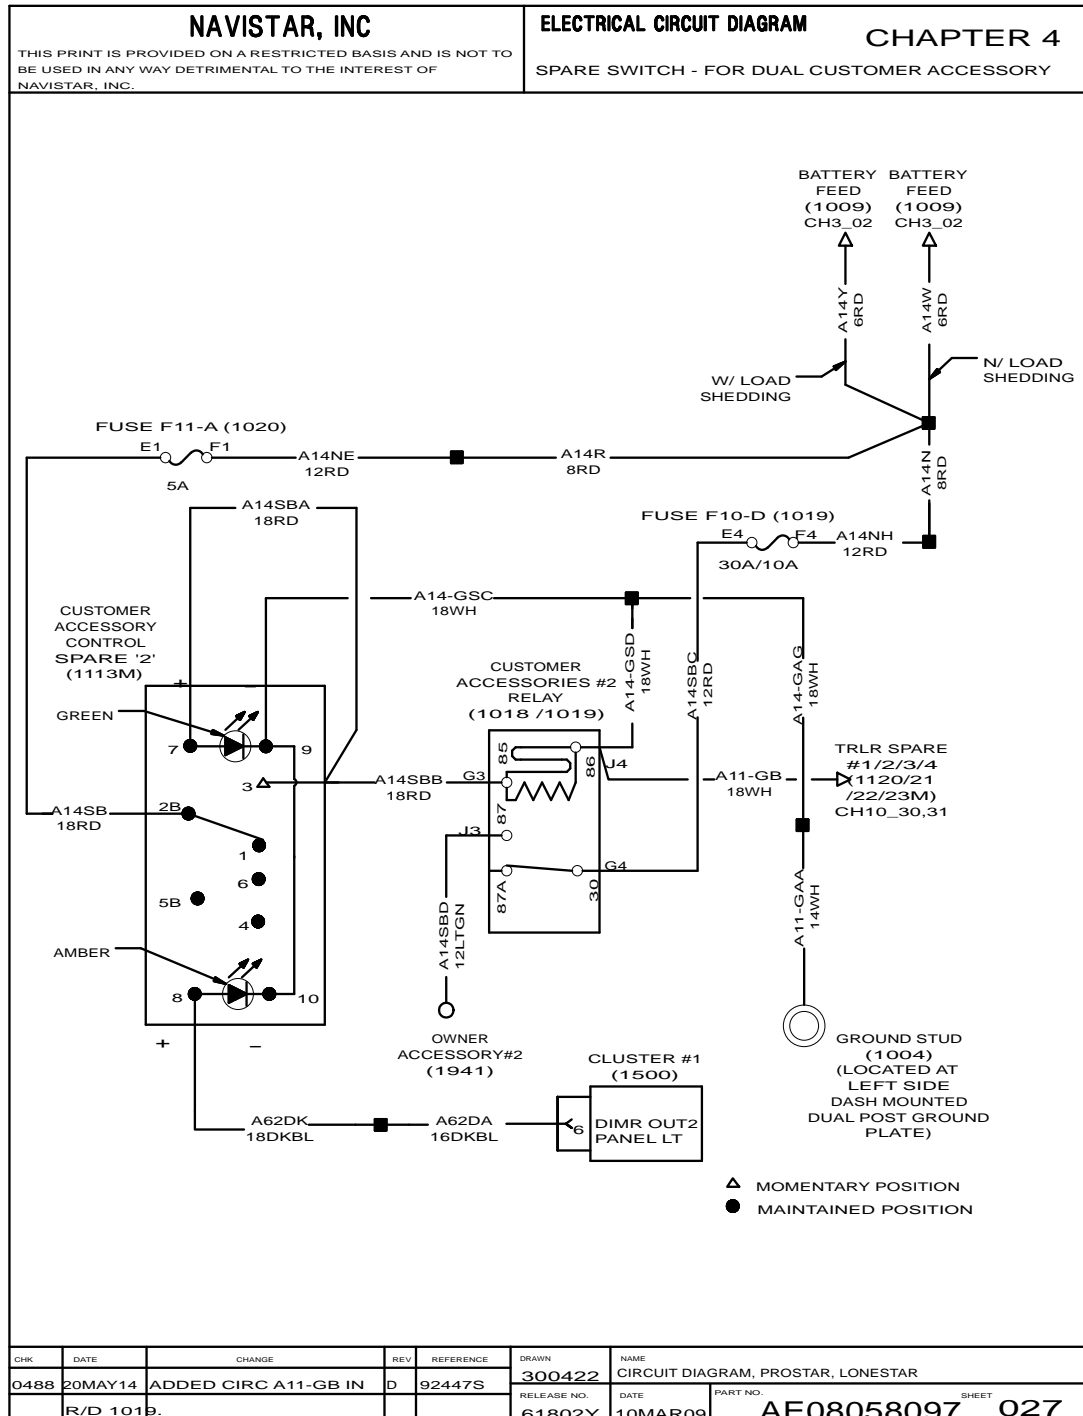 NAVISTAR, INC
THIS PRINT IS PROVIDED ON A RESTRICTED BASIS AND IS NOT TO
BE USED IN ANY WAY DETRIMENTAL TO THE INTEREST OF
NAVISTAR, INC.
ELECTRICAL CIRCUIT DIAGRAM
CHAPTER 4
SPARE SWITCH - FOR DUAL CUSTOMER ACCESSORY
BATTERY
FEED
(1009)
CH3_02
BATTERY
FEED
(1009)
CH3_02
A14Y
6RD
A14W
6RD
W/ LOAD
SHEDDING
N/ LOAD
SHEDDING
FUSE F11-A (1020)
E1
F1
5A
A14NE
12RD
A14R
8RD
A14N
8RD
A14SBA
18RD
FUSE F10-D (1019)
E4
F4
30A/10A
A14NH
12RD
A14-GSC
18WH
CUSTOMER
ACCESSORY
CONTROL
SPARE '2'
(1113M)
+
–
GREEN
7
9
3
2B
1
6
5B
4
AMBER
8
10
+
–
A14SB
18RD
A14SBB
18RD
CUSTOMER
ACCESSORIES #2
RELAY
(1018 /1019)
A14-GSD
18WH
A14SBC
12RD
A14-GAG
18WH
85
86
87
87A
30
G3
J4
J3
G4
A11-GB
18WH
TRLR SPARE
#1/2/3/4
(1120/21
/22/23M)
CH10_30,31
A14SBD
12LTGN
A11-GAA
14WH
OWNER
ACCESSORY#2
(1941)
GROUND STUD
(1004)
(LOCATED AT
LEFT SIDE
DASH MOUNTED
DUAL POST GROUND
PLATE)
CLUSTER #1
(1500)
6
DIMR OUT2
PANEL LT
A62DK
18DKBL
A62DA
16DKBL
MOMENTARY POSITION
MAINTAINED POSITION
CHK
DATE
CHANGE
REV
REFERENCE
DRAWN
NAME
0488
20MAY14
ADDED CIRC A11-GB IN
D
92447S
300422
CIRCUIT DIAGRAM, PROSTAR, LONESTAR
R/D 1019.
RELEASE NO.
61802Y
DATE
10MAR09
PART NO.
AE08058097
SHEET
027